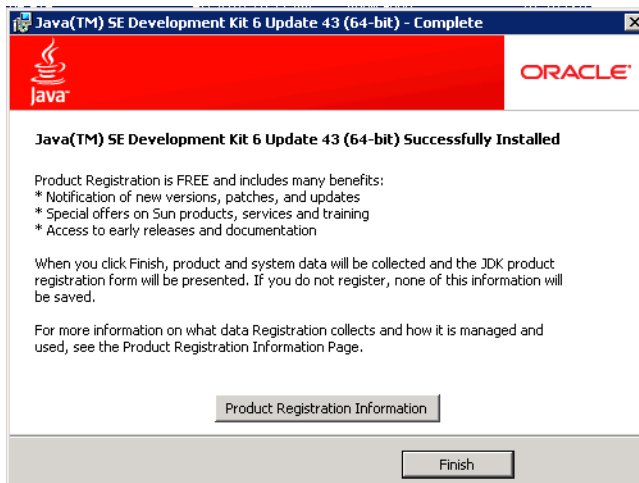 Java(TM) SE Development Kit 6 Update 43 (64-bit) - Complete
Java™
ORACLE®
Java(TM) SE Development Kit 6 Update 43 (64-bit) Successfully Installed
Product Registration is FREE and includes many benefits:
* Notification of new versions, patches, and updates
* Special offers on Sun products, services and training
* Access to early releases and documentation
When you click Finish, product and system data will be collected and the JDK product
registration form will be presented. If you do not register, none of this information will
be saved.
For more information on what data Registration collects and how it is managed and
used, see the Product Registration Information Page.
Product Registration Information
Finish